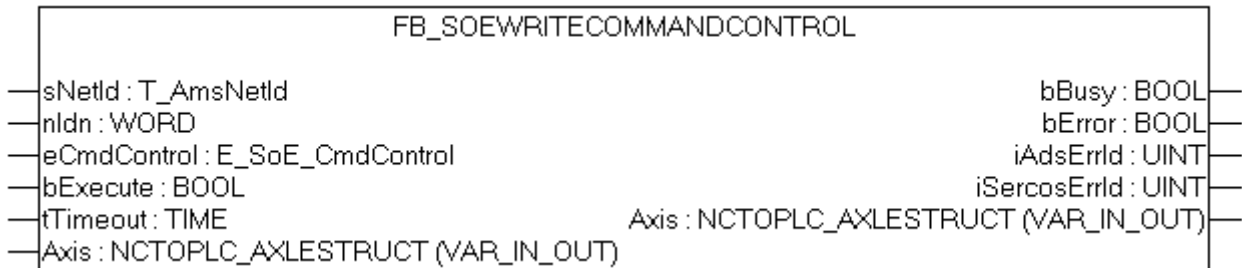 FB_SOEWRITECOMMANDCONTROL
sNetId : T_AmsNetId
bBusy : BOOL
nIdn : WORD
bError : BOOL
eCmdControl : E_SoE_CmdControl
iAdsErrId : UINT
bExecute : BOOL
iSercosErrId : UINT
tTimeout : TIME
Axis : NCTOPLC_AXLESTRUCT (VAR_IN_OUT)
Axis : NCTOPLC_AXLESTRUCT (VAR_IN_OUT)